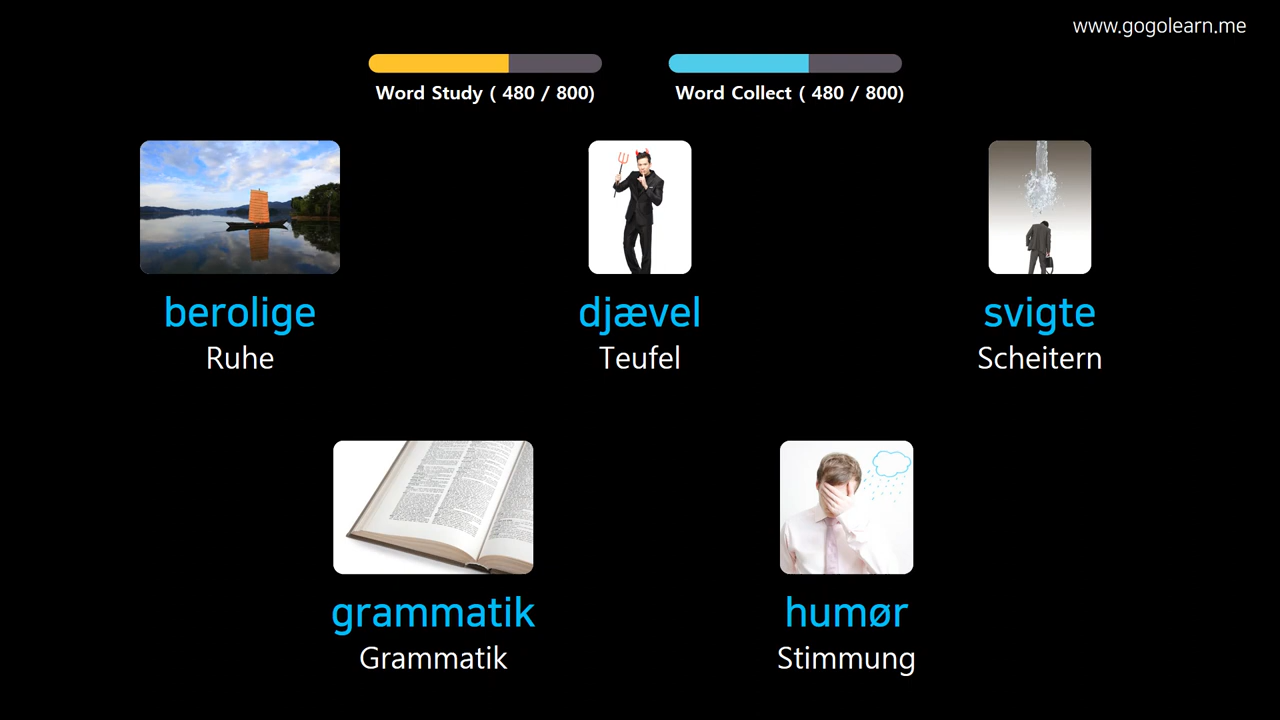 www.gogolearn.me
Word Study ( 480 / 800)
Word Collect ( 480 / 800)
berolige
Ruhe
djævel
Teufel
svigte
Scheitern
grammatik
Grammatik
humør
Stimmung